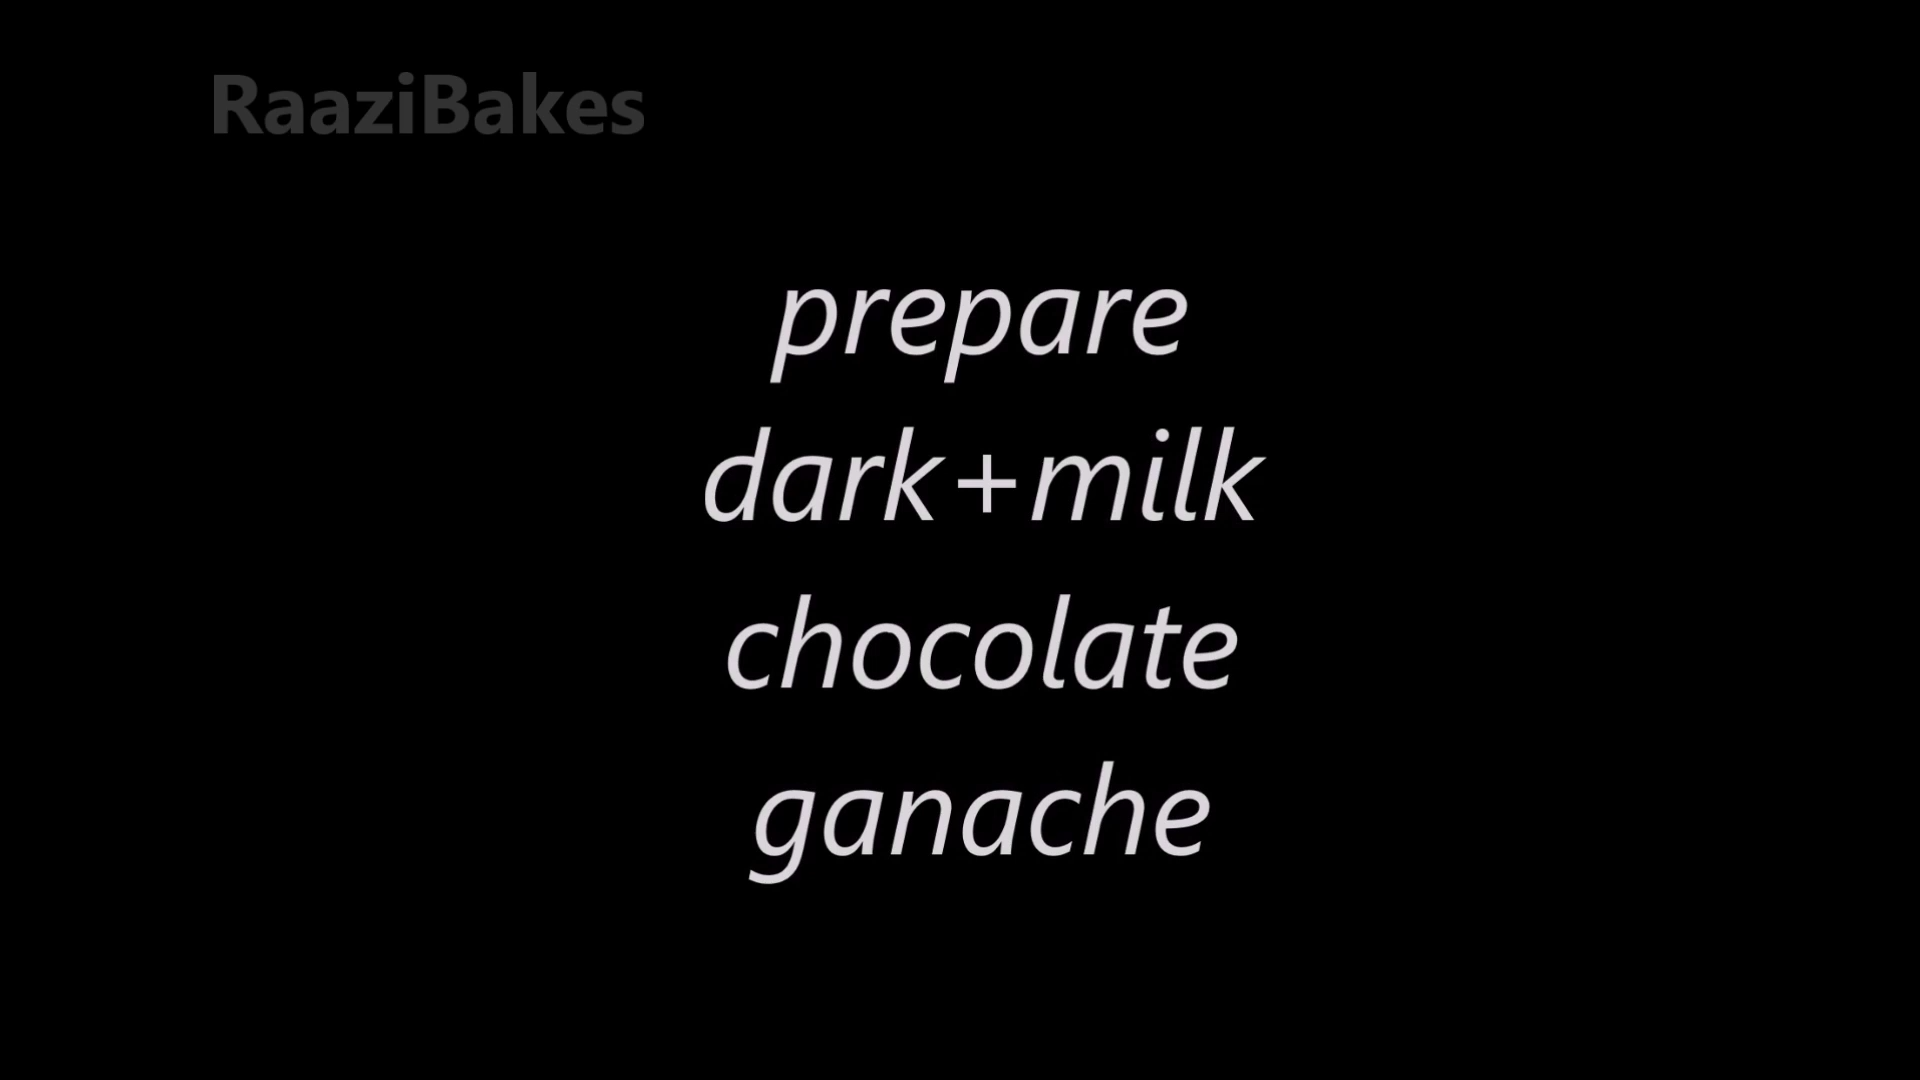 RaaziBakes
prepare
dark+milk
chocolate
ganache